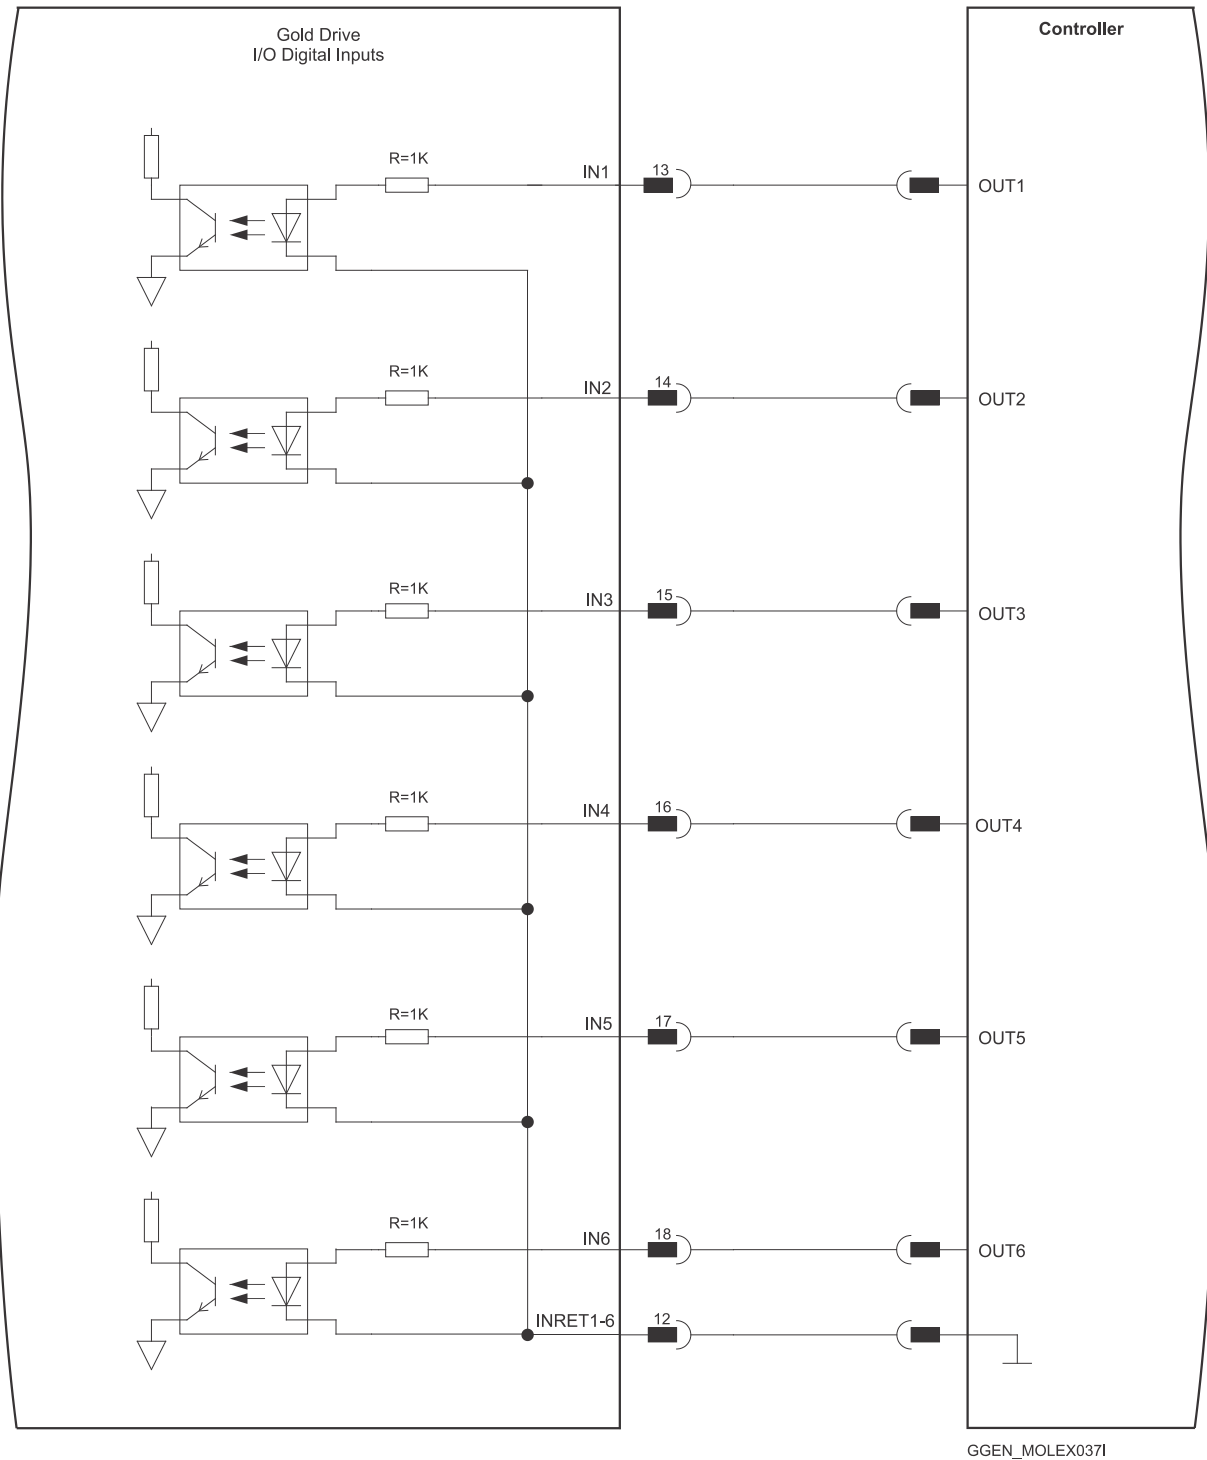 Gold Drive
I/O Digital Inputs
Controller
R=1K
IN1
13
OUT1
R=1K
IN2
14
OUT2
R=1K
IN3
15
OUT3
R=1K
IN4
16
OUT4
R=1K
IN5
17
OUT5
R=1K
IN6
18
OUT6
INRET1-6
12
GGEN_MOLEX037I